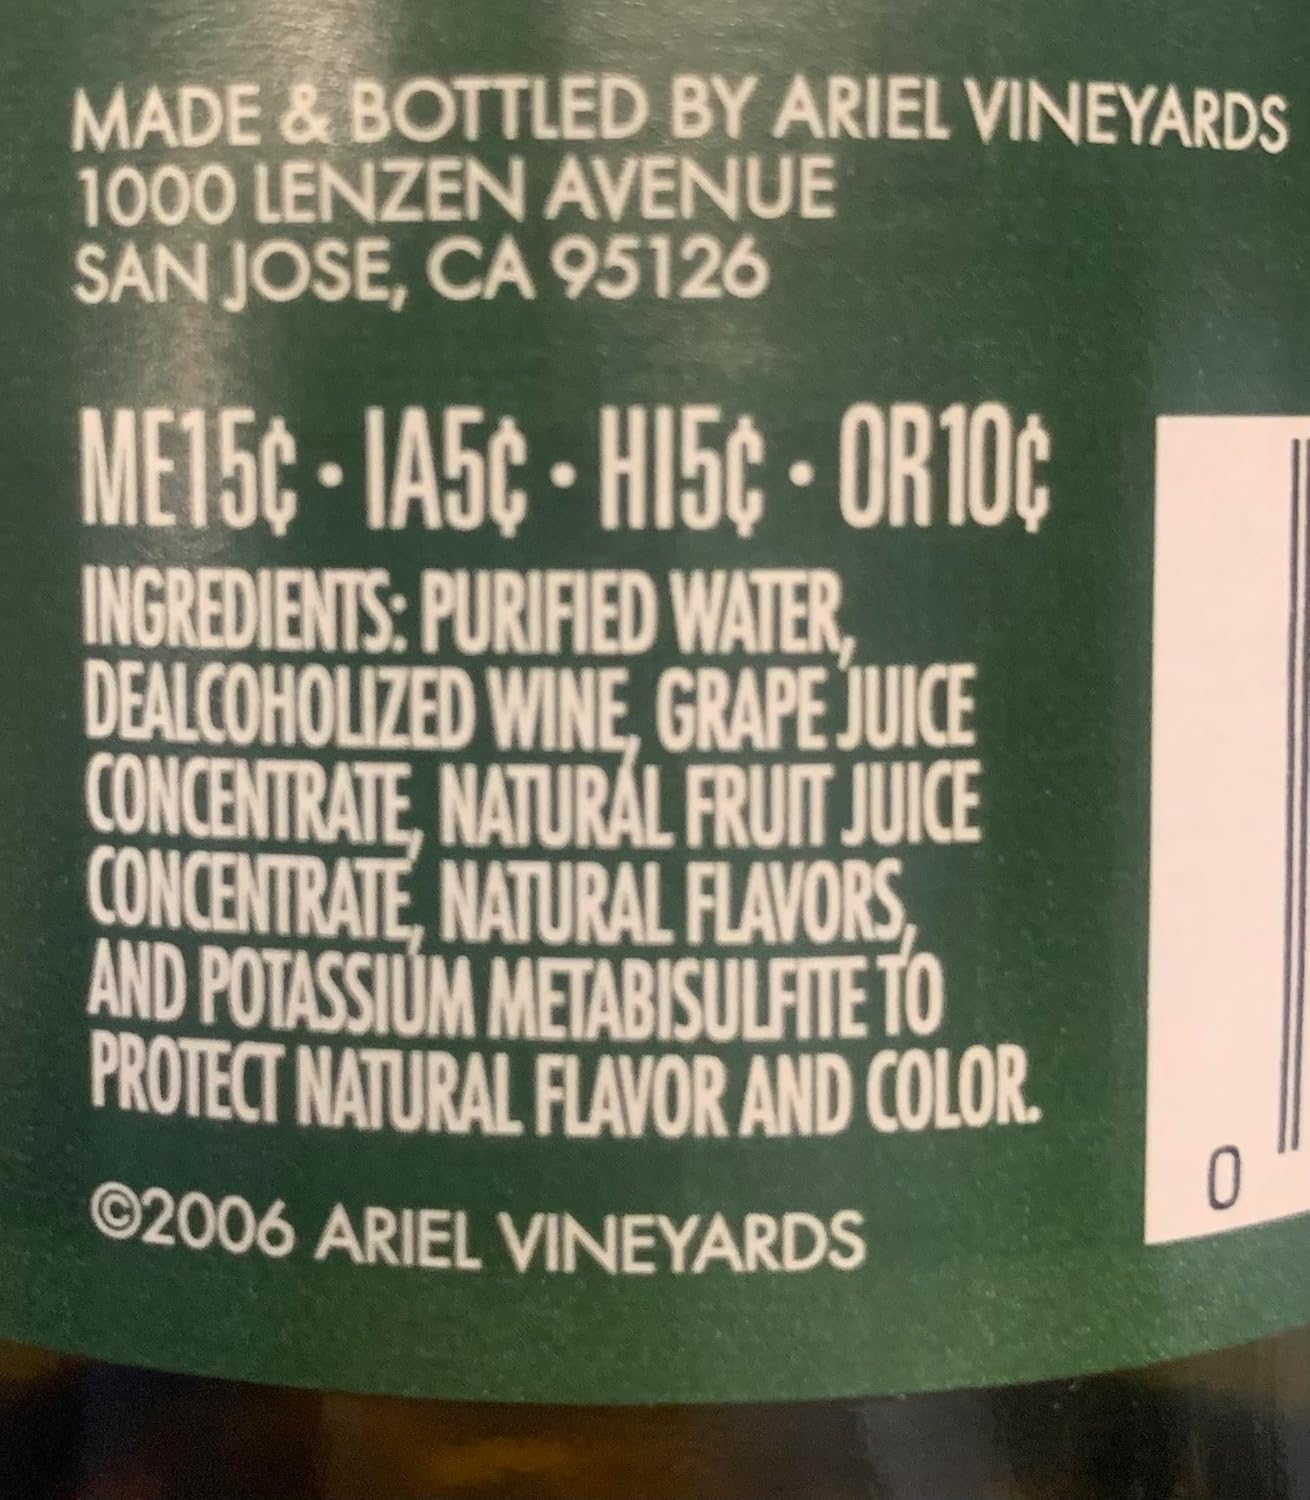 MADE & BOTTLED BY ARIEL VINEYARDS
1000 LENZEN AVENUE
SAN JOSE, CA 95126
ME15¢ • IA5¢ • HI5¢ • OR10¢
INGREDIENTS: PURIFIED WATER,
DEALCOHOLIZED WINE, GRAPE JUICE
CONCENTRATE, NATURAL FRUIT JUICE
CONCENTRATE, NATURAL FLAVORS,
AND POTASSIUM METABISULFITE TO
PROTECT NATURAL FLAVOR AND COLOR.
©2006 ARIEL VINEYARDS
0